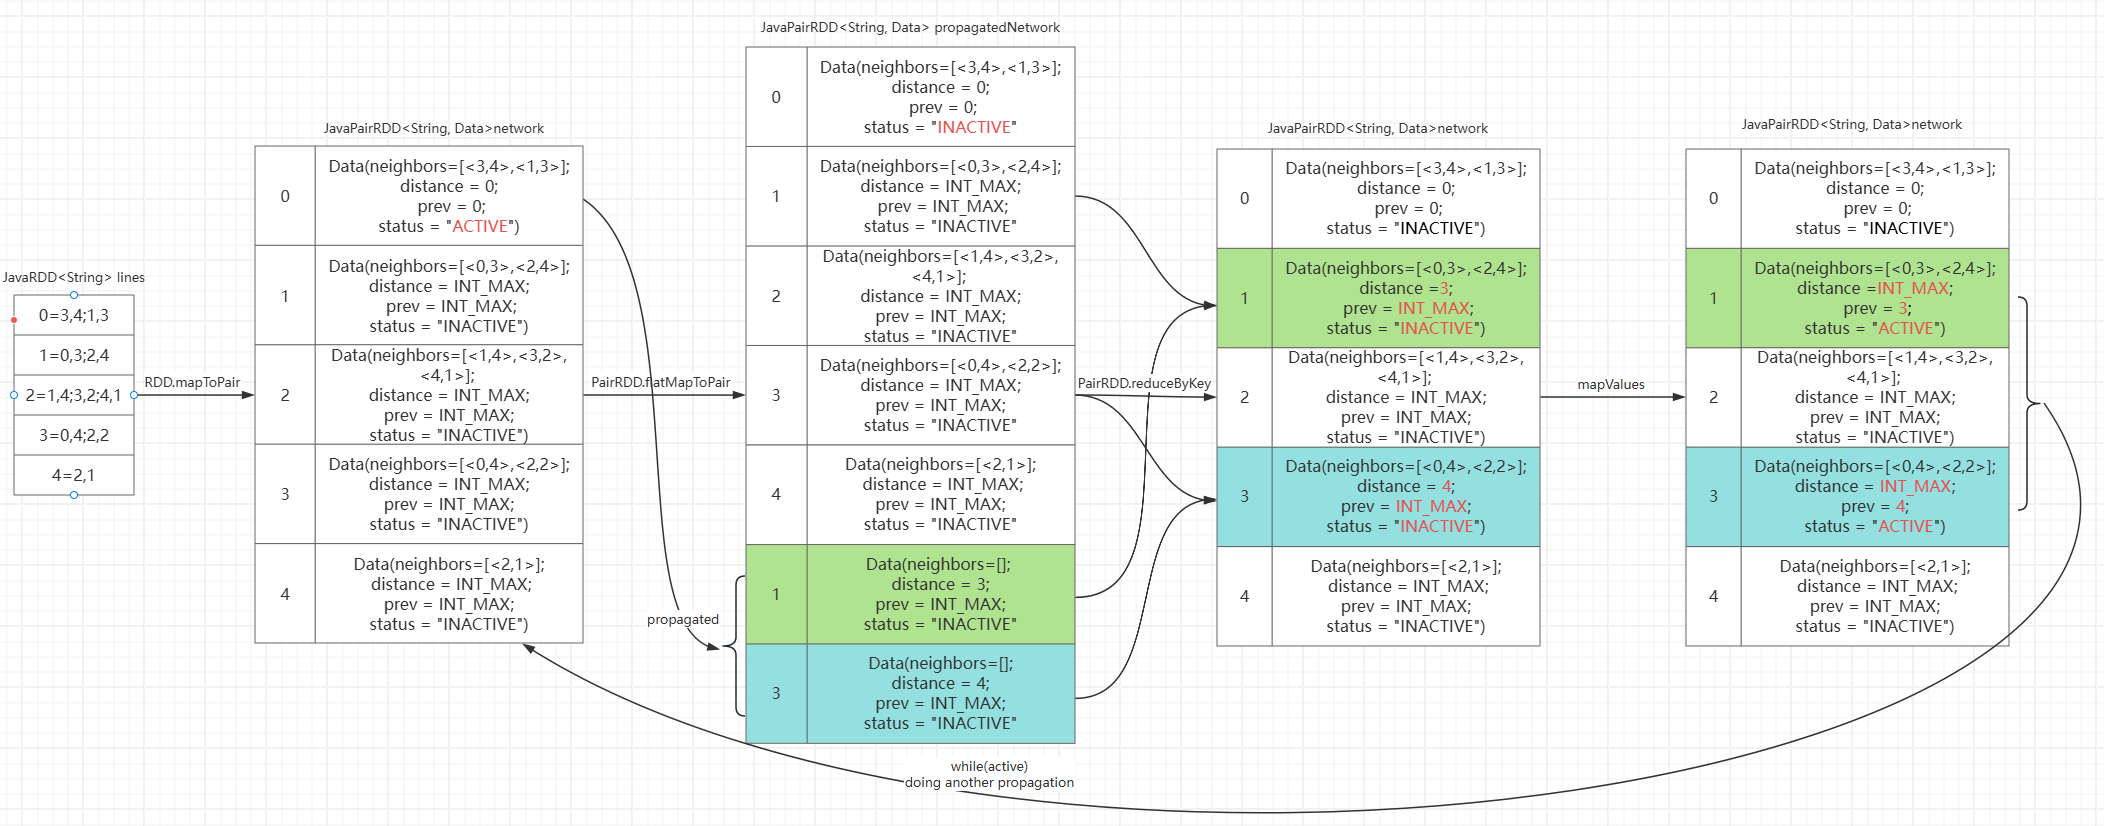 JavaRDD<String> lines
0=3,4;1,3
1=0,3;2,4
2=1,4;3,2;4,1
3=0,4;2,2
4=2,1
RDD.mapToPair
JavaPairRDD<String, Data>network
0
Data(neighbors=[<3,4>,<1,3>];
distance = 0;
prev = 0;
status = "ACTIVE")
1
Data(neighbors=[<0,3>,<2,4>];
distance = INT_MAX;
prev = INT_MAX;
status = "INACTIVE")
2
Data(neighbors=[<1,4>,<3,2>,
<4,1>];
distance = INT_MAX;
prev = INT_MAX;
status = "INACTIVE")
3
Data(neighbors=[<0,4>,<2,2>];
distance = INT_MAX;
prev = INT_MAX;
status = "INACTIVE")
4
Data(neighbors=[<2,1>];
distance = INT_MAX;
prev = INT_MAX;
status = "INACTIVE")
PairRDD.flatMapToPair
propagated
JavaPairRDD<String, Data> propagatedNetwork
0
Data(neighbors=[<3,4>,<1,3>];
distance = 0;
prev = 0;
status = "INACTIVE"
1
Data(neighbors=[<0,3>,<2,4>];
distance = INT_MAX;
prev = INT_MAX;
status = "INACTIVE"
2
Data(neighbors=[<1,4>,<3,2>,
<4,1>];
distance = INT_MAX;
prev = INT_MAX;
status = "INACTIVE"
3
Data(neighbors=[<0,4>,<2,2>];
distance = INT_MAX;
prev = INT_MAX;
status = "INACTIVE"
4
Data(neighbors=[<2,1>];
distance = INT_MAX;
prev = INT_MAX;
status = "INACTIVE"
1
Data(neighbors=[];
distance = 3;
prev = INT_MAX;
status = "INACTIVE"
3
Data(neighbors=[];
distance = 4;
prev = INT_MAX;
status = "INACTIVE"
PairRDD.reduceByKey
JavaPairRDD<String, Data>network
0
Data(neighbors=[<3,4>,<1,3>];
distance = 0;
prev = 0;
status = "INACTIVE")
1
Data(neighbors=[<0,3>,<2,4>];
distance =3;
prev = INT_MAX;
status = "INACTIVE")
2
Data(neighbors=[<1,4>,<3,2>,
<4,1>];
distance = INT_MAX;
prev = INT_MAX;
status = "INACTIVE")
3
Data(neighbors=[<0,4>,<2,2>];
distance = 4;
prev = INT_MAX;
status = "INACTIVE")
4
Data(neighbors=[<2,1>];
distance = INT_MAX;
prev = INT_MAX;
status = "INACTIVE")
mapValues
JavaPairRDD<String, Data>network
0
Data(neighbors=[<3,4>,<1,3>];
distance = 0;
prev = 0;
status = "INACTIVE")
1
Data(neighbors=[<0,3>,<2,4>];
distance =INT_MAX;
prev = 3;
status = "ACTIVE")
2
Data(neighbors=[<1,4>,<3,2>,
<4,1>];
distance = INT_MAX;
prev = INT_MAX;
status = "INACTIVE")
3
Data(neighbors=[<0,4>,<2,2>];
distance = INT_MAX;
prev = 4;
status = "ACTIVE")
4
Data(neighbors=[<2,1>];
distance = INT_MAX;
prev = INT_MAX;
status = "INACTIVE")
while(active)
doing another propagation